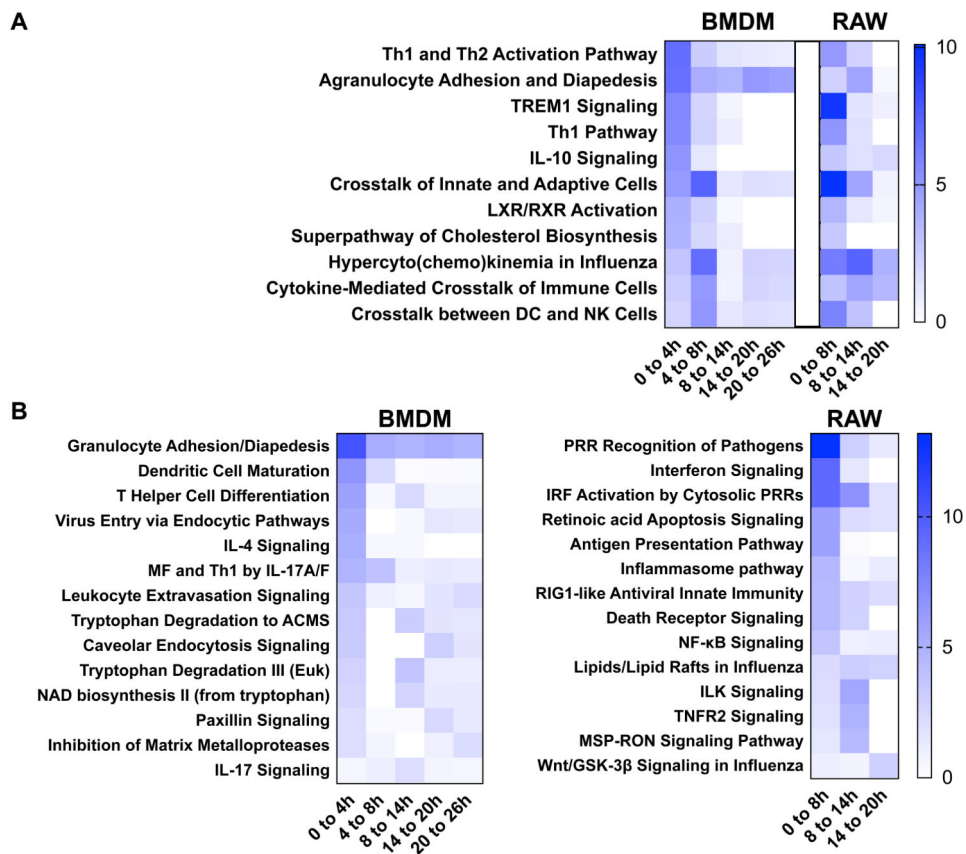 A
BMDM
RAW
Th1 and Th2 Activation Pathway
Agranulocyte Adhesion and Diapedesis
TREM1 Signaling
Th1 Pathway
IL-10 Signaling
Crosstalk of Innate and Adaptive Cells
LXR/RXR Activation
Superpathway of Cholesterol Biosynthesis
Hypercyto(chemo)kinemia in Influenza
Cytokine-Mediated Crosstalk of Immune Cells
Crosstalk between DC and NK Cells
0 to 4h
4 to 8h
8 to 14h
14 to 20h
20 to 26h
0 to 8h
8 to 14h
14 to 20h
10
5
0
B
BMDM
Granulocyte Adhesion/Diapedesis
Dendritic Cell Maturation
T Helper Cell Differentiation
Virus Entry via Endocytic Pathways
IL-4 Signaling
MF and Th1 by IL-17A/F
Leukocyte Extravasation Signaling
Tryptophan Degradation to ACMS
Caveolar Endocytosis Signaling
Tryptophan Degradation III (Euk)
NAD biosynthesis II (from tryptophan)
Paxillin Signaling
Inhibition of Matrix Metalloproteases
IL-17 Signaling
0 to 4h
4 to 8h
8 to 14h
14 to 20h
20 to 26h
RAW
PRR Recognition of Pathogens
Interferon Signaling
IRF Activation by Cytosolic PRRs
Retinoic acid Apoptosis Signaling
Antigen Presentation Pathway
Inflammasome pathway
RIG1-like Antiviral Innate Immunity
Death Receptor Signaling
NF-κB Signaling
Lipids/Lipid Rafts in Influenza
ILK Signaling
TNFR2 Signaling
MSP-RON Signaling Pathway
Wnt/GSK-3β Signaling in Influenza
0 to 8h
8 to 14h
14 to 20h
10
5
0